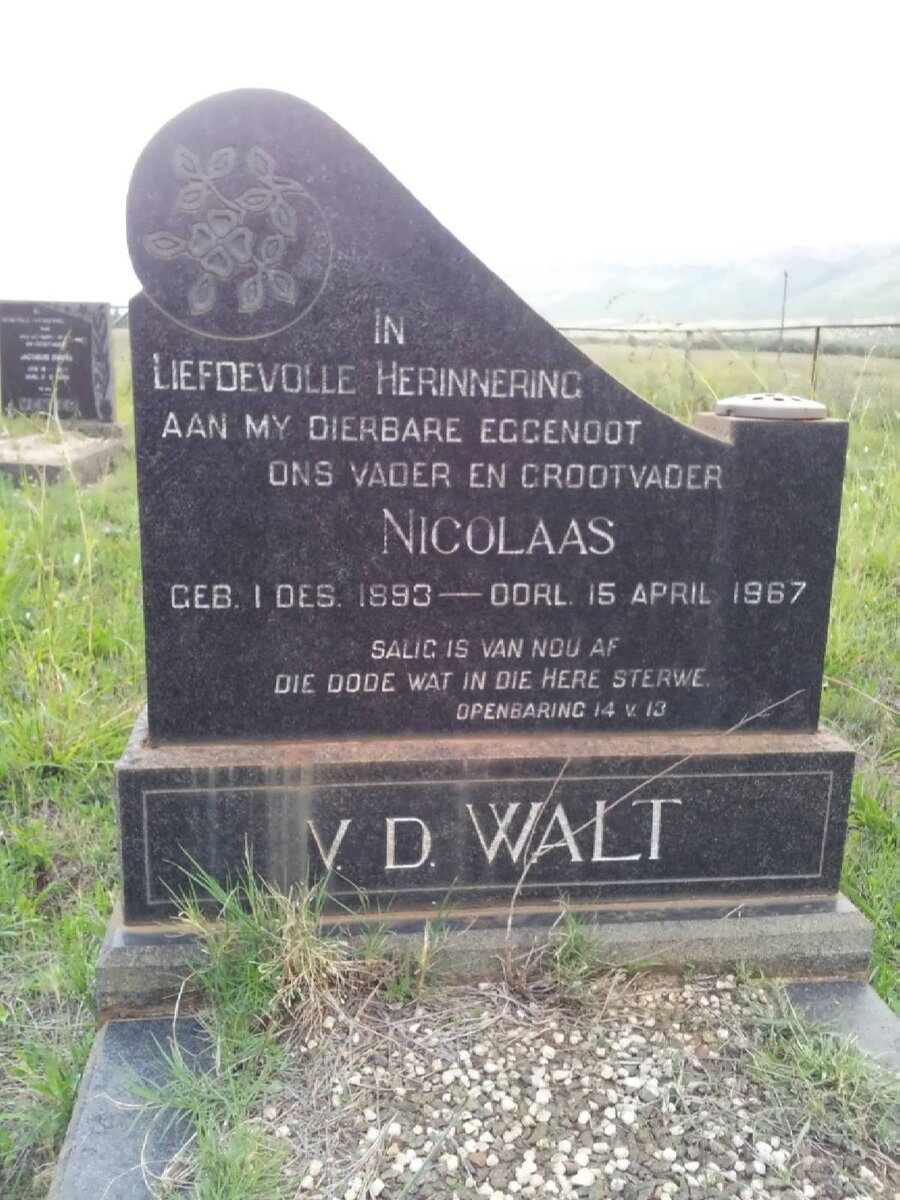 IN
LIEFDEVOLLE HERINNERING
AAN MY DIERBARE EGGENOOT
ONS VADER EN GROOTVADER
NICOLAAS
GEB. 1 DES. 1893 — OORL. 15 APRIL 1967
SALIG IS VAN NOU AF
DIE DODE WAT IN DIE HERE STERWE.
OPENBARING 14 V. 13
V. D. WALT
JACOBUS